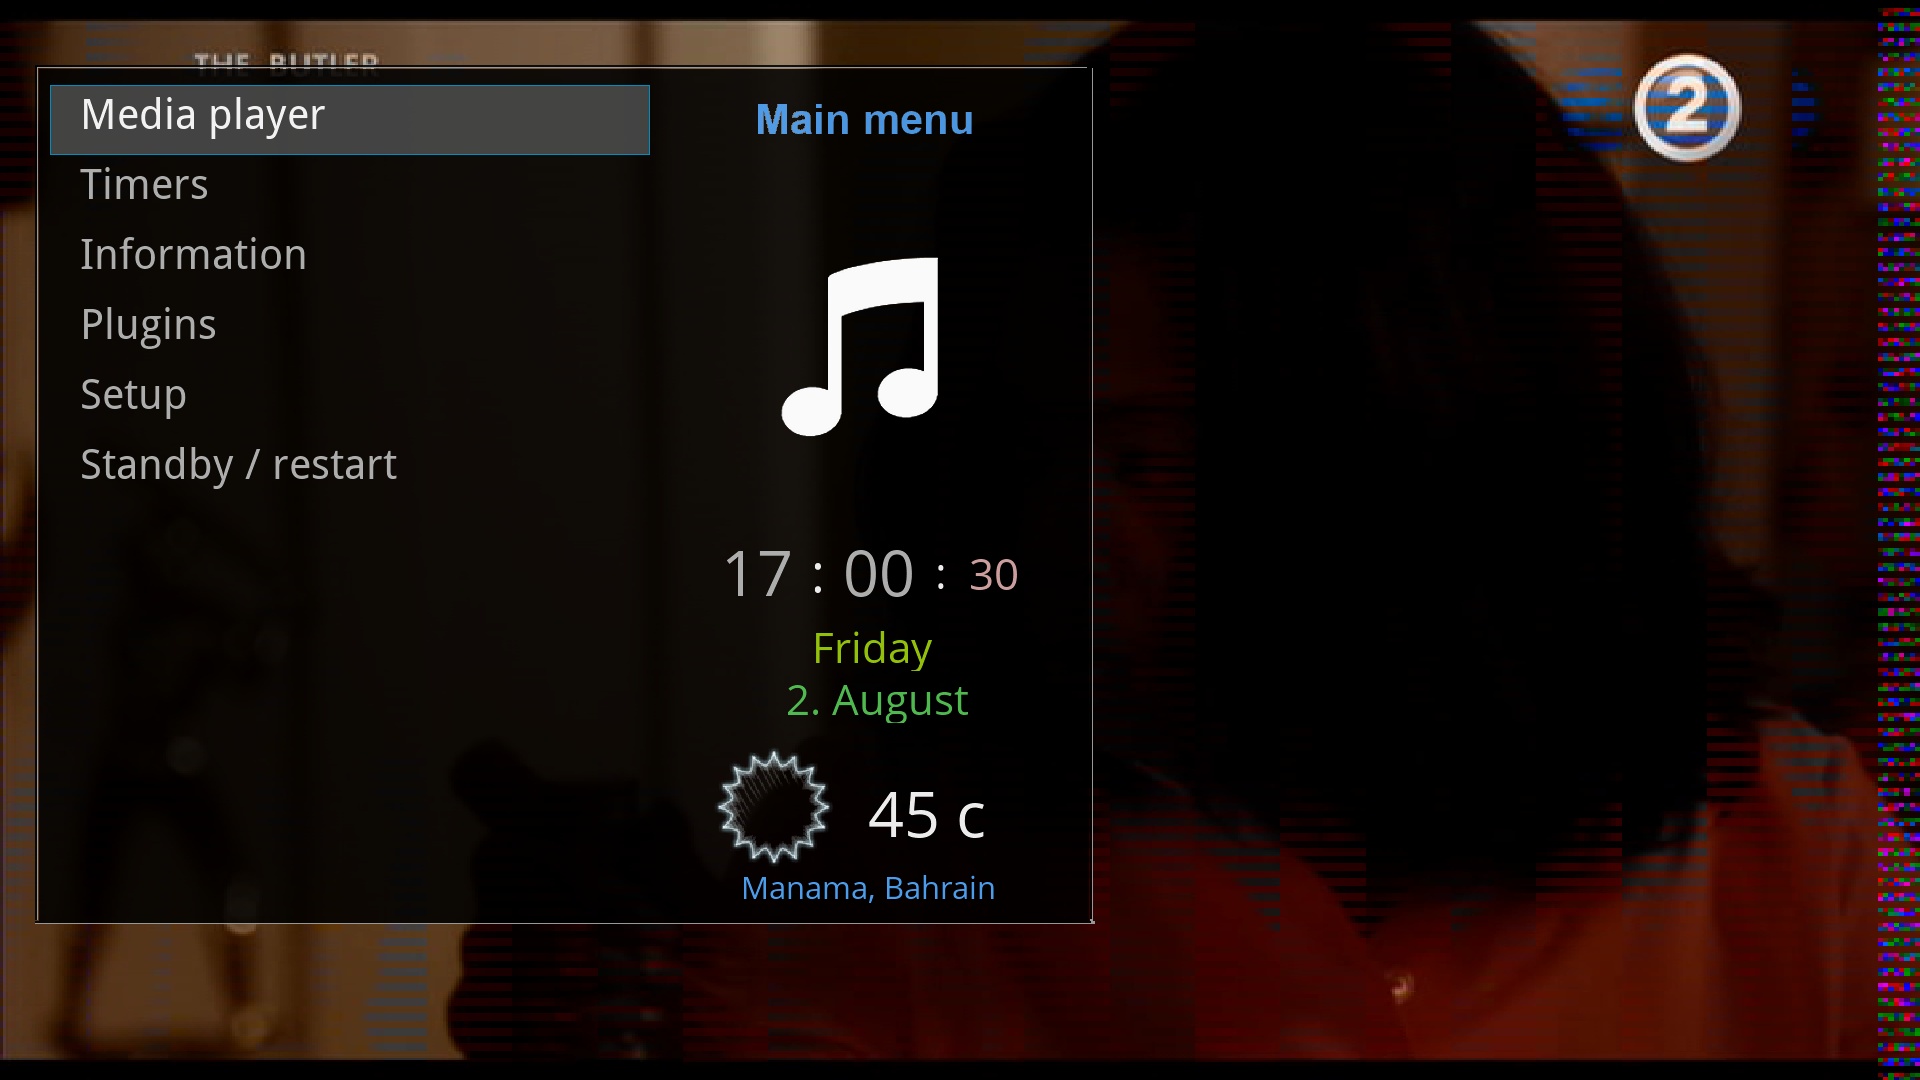 THE BUTLER
2
Main menu
Media player
Timers
Information
Plugins
Setup
Standby / restart
17 : 00 : 30
Friday
2. August
45 c
Manama, Bahrain